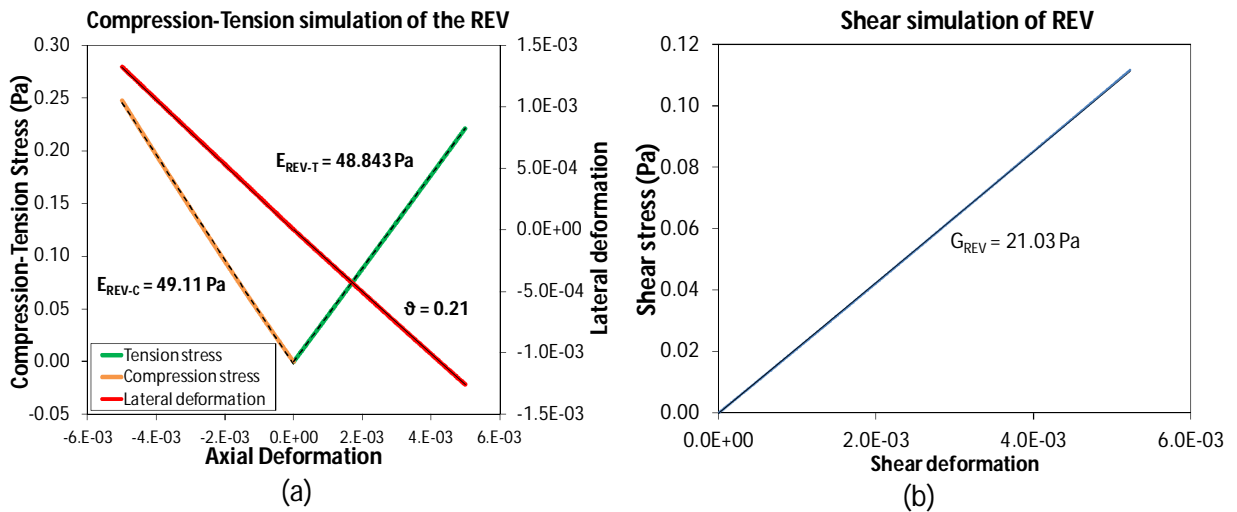 Compression-Tension simulation of the REV
0.30
0.25
0.20
0.15
0.10
0.05
0.00
-0.05
Compression-Tension Stress (Pa)
1.5E-03
1.0E-03
5.0E-04
0.0E+00
-5.0E-04
-1.0E-03
-1.5E-03
Lateral deformation
E_REV-T = 48.843 Pa
E_REV-C = 49.11 Pa
ϑ = 0.21
Tension stress
Compression stress
Lateral deformation
-6.E-03 -4.E-03 -2.E-03 0.E+00 2.E-03 4.E-03 6.E-03
Axial Deformation
(a)
Shear simulation of REV
0.12
0.10
0.08
0.06
0.04
0.02
0.00
Shear stress (Pa)
G_REV = 21.03 Pa
0.0E+00 2.0E-03 4.0E-03 6.0E-03
Shear deformation
(b)